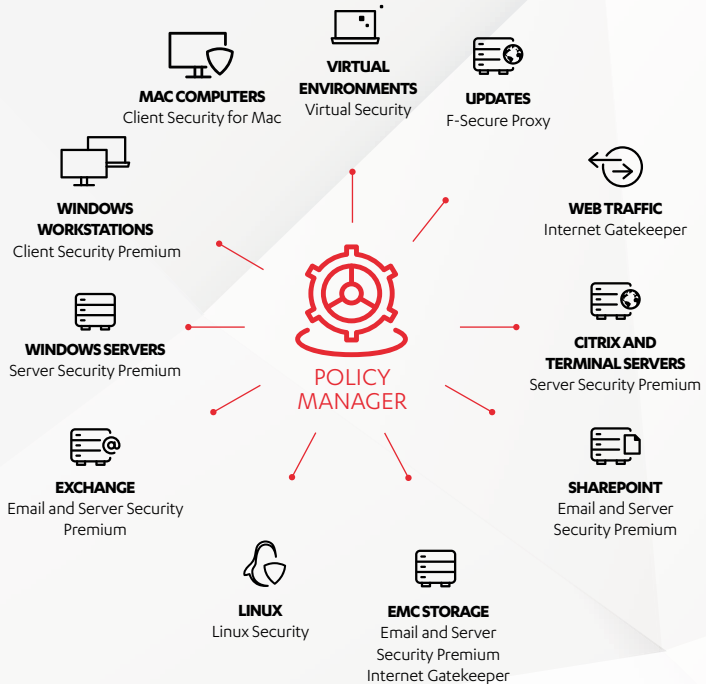 MAC COMPUTERS
Client Security for Mac
VIRTUAL
ENVIRONMENTS
Virtual Security
UPDATES
F-Secure Proxy
WINDOWS
WORKSTATIONS
Client Security Premium
WEB TRAFFIC
Internet Gatekeeper
WINDOWS SERVERS
Server Security Premium
POLICY
MANAGER
CITRIX AND
TERMINAL SERVERS
Server Security Premium
EXCHANGE
Email and Server Security
Premium
SHAREPOINT
Email and Server
Security Premium
LINUX
Linux Security
EMC STORAGE
Email and Server
Security Premium
Internet Gatekeeper